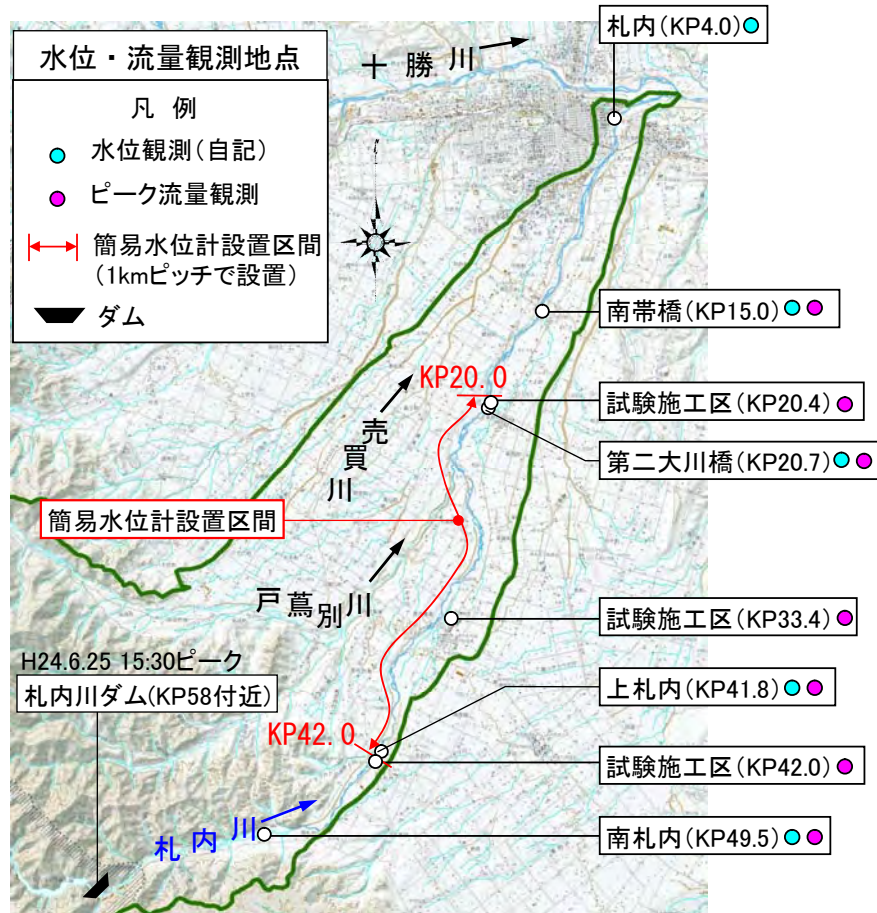 水位・流量観測地点
凡 例
水位観測(自記)
ピーク流量観測
簡易水位計設置区間
(1kmピッチで設置)
ダム
十勝川
札内(KP4.0)
南帯橋(KP15.0)
KP20.0
試験施工区(KP20.4)
第二大川橋(KP20.7)
売買川
簡易水位計設置区間
戸蔦別川
試験施工区(KP33.4)
H24.6.25 15:30ピーク
札内川ダム(KP58付近)
上札内(KP41.8)
KP42.0
試験施工区(KP42.0)
札内川
南札内(KP49.5)